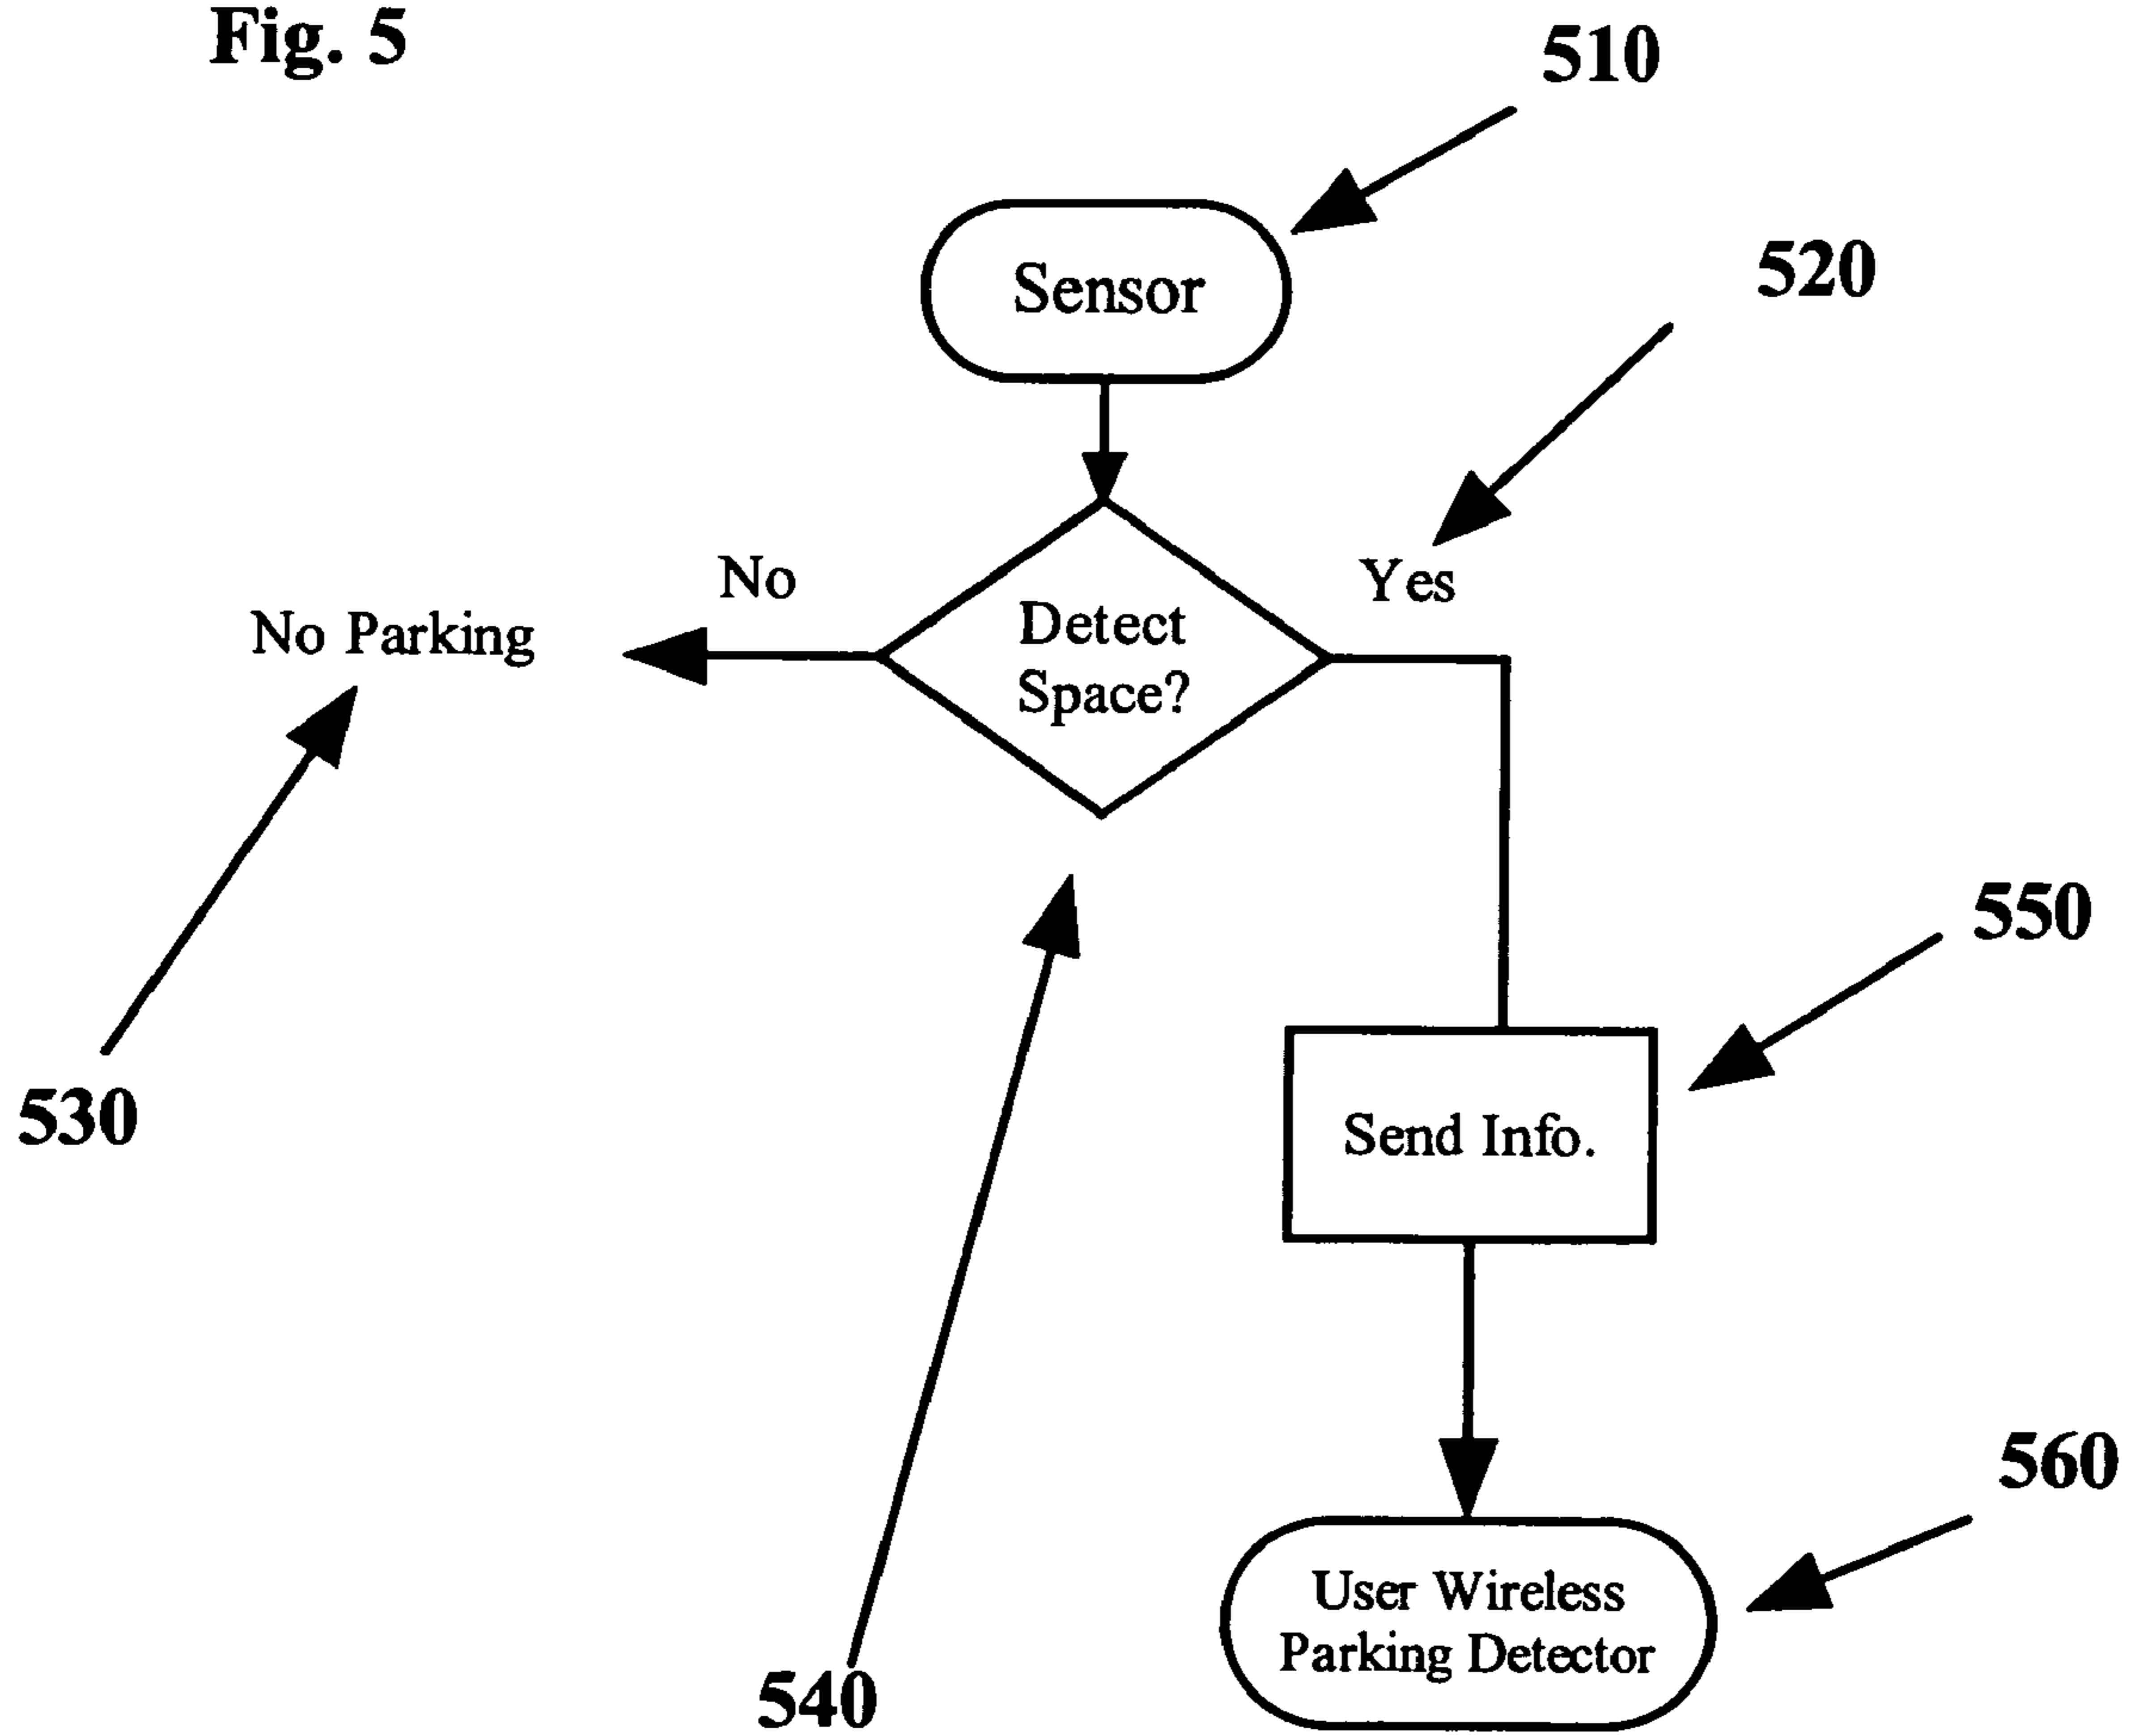 Fig. 5
510
Sensor
520
No
Yes
No Parking
Detect
Space?
550
530
Send Info.
560
User Wireless
Parking Detector
540